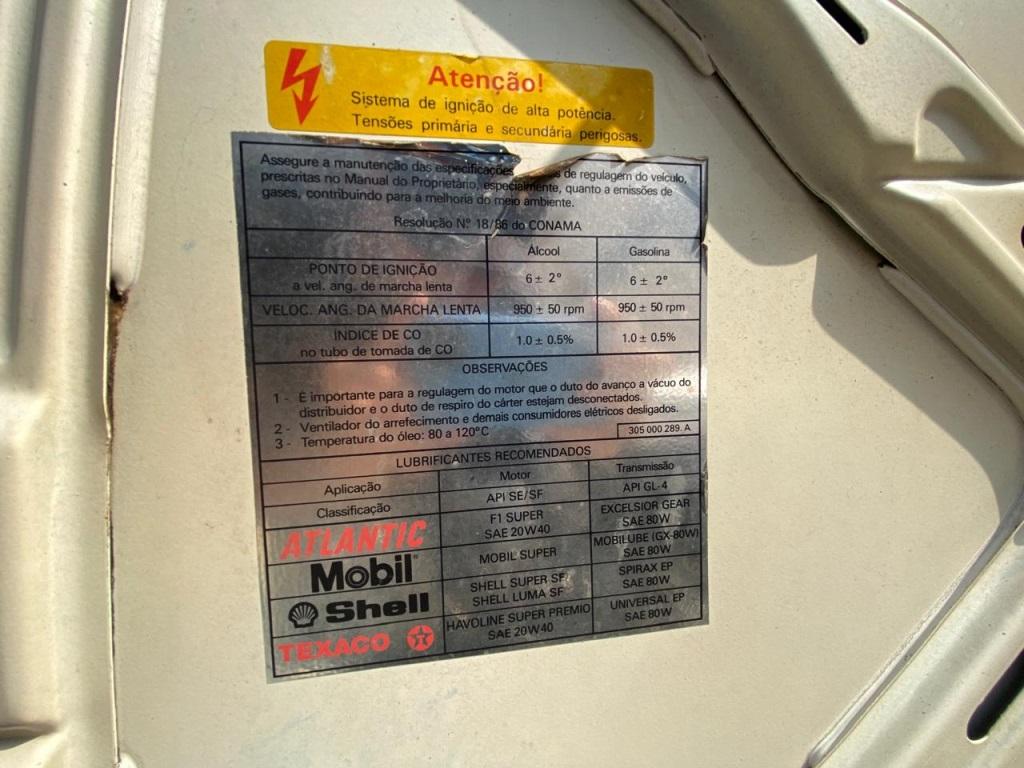 Atenção!
Sistema de ignição de alta potência.
Tensões primária e secundária perigosas.
Assegure a manutenção das especificações de regulagem do veículo,
prescritas no Manual do Proprietário, especialmente, quanto a emissões de
gases, contribuindo para a melhoria do meio ambiente.
Resolução Nº 18/86 do CONAMA
Álcool Gasolina
PONTO DE IGNIÇÃO
a vel. ang. de marcha lenta 6 ± 2° 6 ± 2°
VELOC. ANG. DA MARCHA LENTA 950 ± 50 rpm 950 ± 50 rpm
ÍNDICE DE CO
no tubo de tomada de CO 1.0 ± 0.5% 1.0 ± 0.5%
OBSERVAÇÕES
1 - É importante para a regulagem do motor que o duto do avanço a vácuo do
distribuidor e o duto de respiro do cárter estejam desconectados.
2 - Ventilador do arrefecimento e demais consumidores elétricos desligados.
3 - Temperatura do óleo: 80 a 120°C
305 000 289. A
LUBRIFICANTES RECOMENDADOS
Aplicação Motor Transmissão
Classificação API SE/SF API GL-4
ATLANTIC F1 SUPER SAE 20W40 EXCELSIOR GEAR SAE 80W
Mobil MOBIL SUPER MOBILUBE (GX-80W) SAE 80W
Shell SHELL SUPER SF/ SHELL LUMA SF SPIRAX EP SAE 80W
TEXACO HAVOLINE SUPER PREMIO SAE 20W40 UNIVERSAL EP SAE 80W